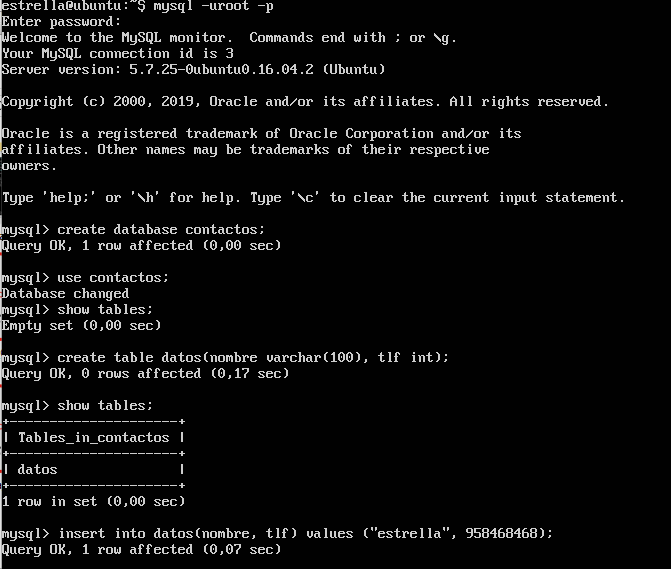 estrella@ubuntu:~$ mysql -uroot -p
Enter password:
Welcome to the MySQL monitor.  Commands end with ; or \g.
Your MySQL connection id is 3
Server version: 5.7.25-0ubuntu0.16.04.2 (Ubuntu)
Copyright (c) 2000, 2019, Oracle and/or its affiliates. All rights reserved.
Oracle is a registered trademark of Oracle Corporation and/or its
affiliates. Other names may be trademarks of their respective
owners.
Type 'help;' or '\h' for help. Type '\c' to clear the current input statement.
mysql> create database contactos;
Query OK, 1 row affected (0,00 sec)
mysql> use contactos;
Database changed
mysql> show tables;
Empty set (0,00 sec)
mysql> create table datos(nombre varchar(100), tlf int);
Query OK, 0 rows affected (0,17 sec)
mysql> show tables;
+---------------------+
| Tables_in_contactos |
+---------------------+
| datos               |
+---------------------+
1 row in set (0,00 sec)
mysql> insert into datos(nombre, tlf) values ("estrella", 958468468);
Query OK, 1 row affected (0,07 sec)